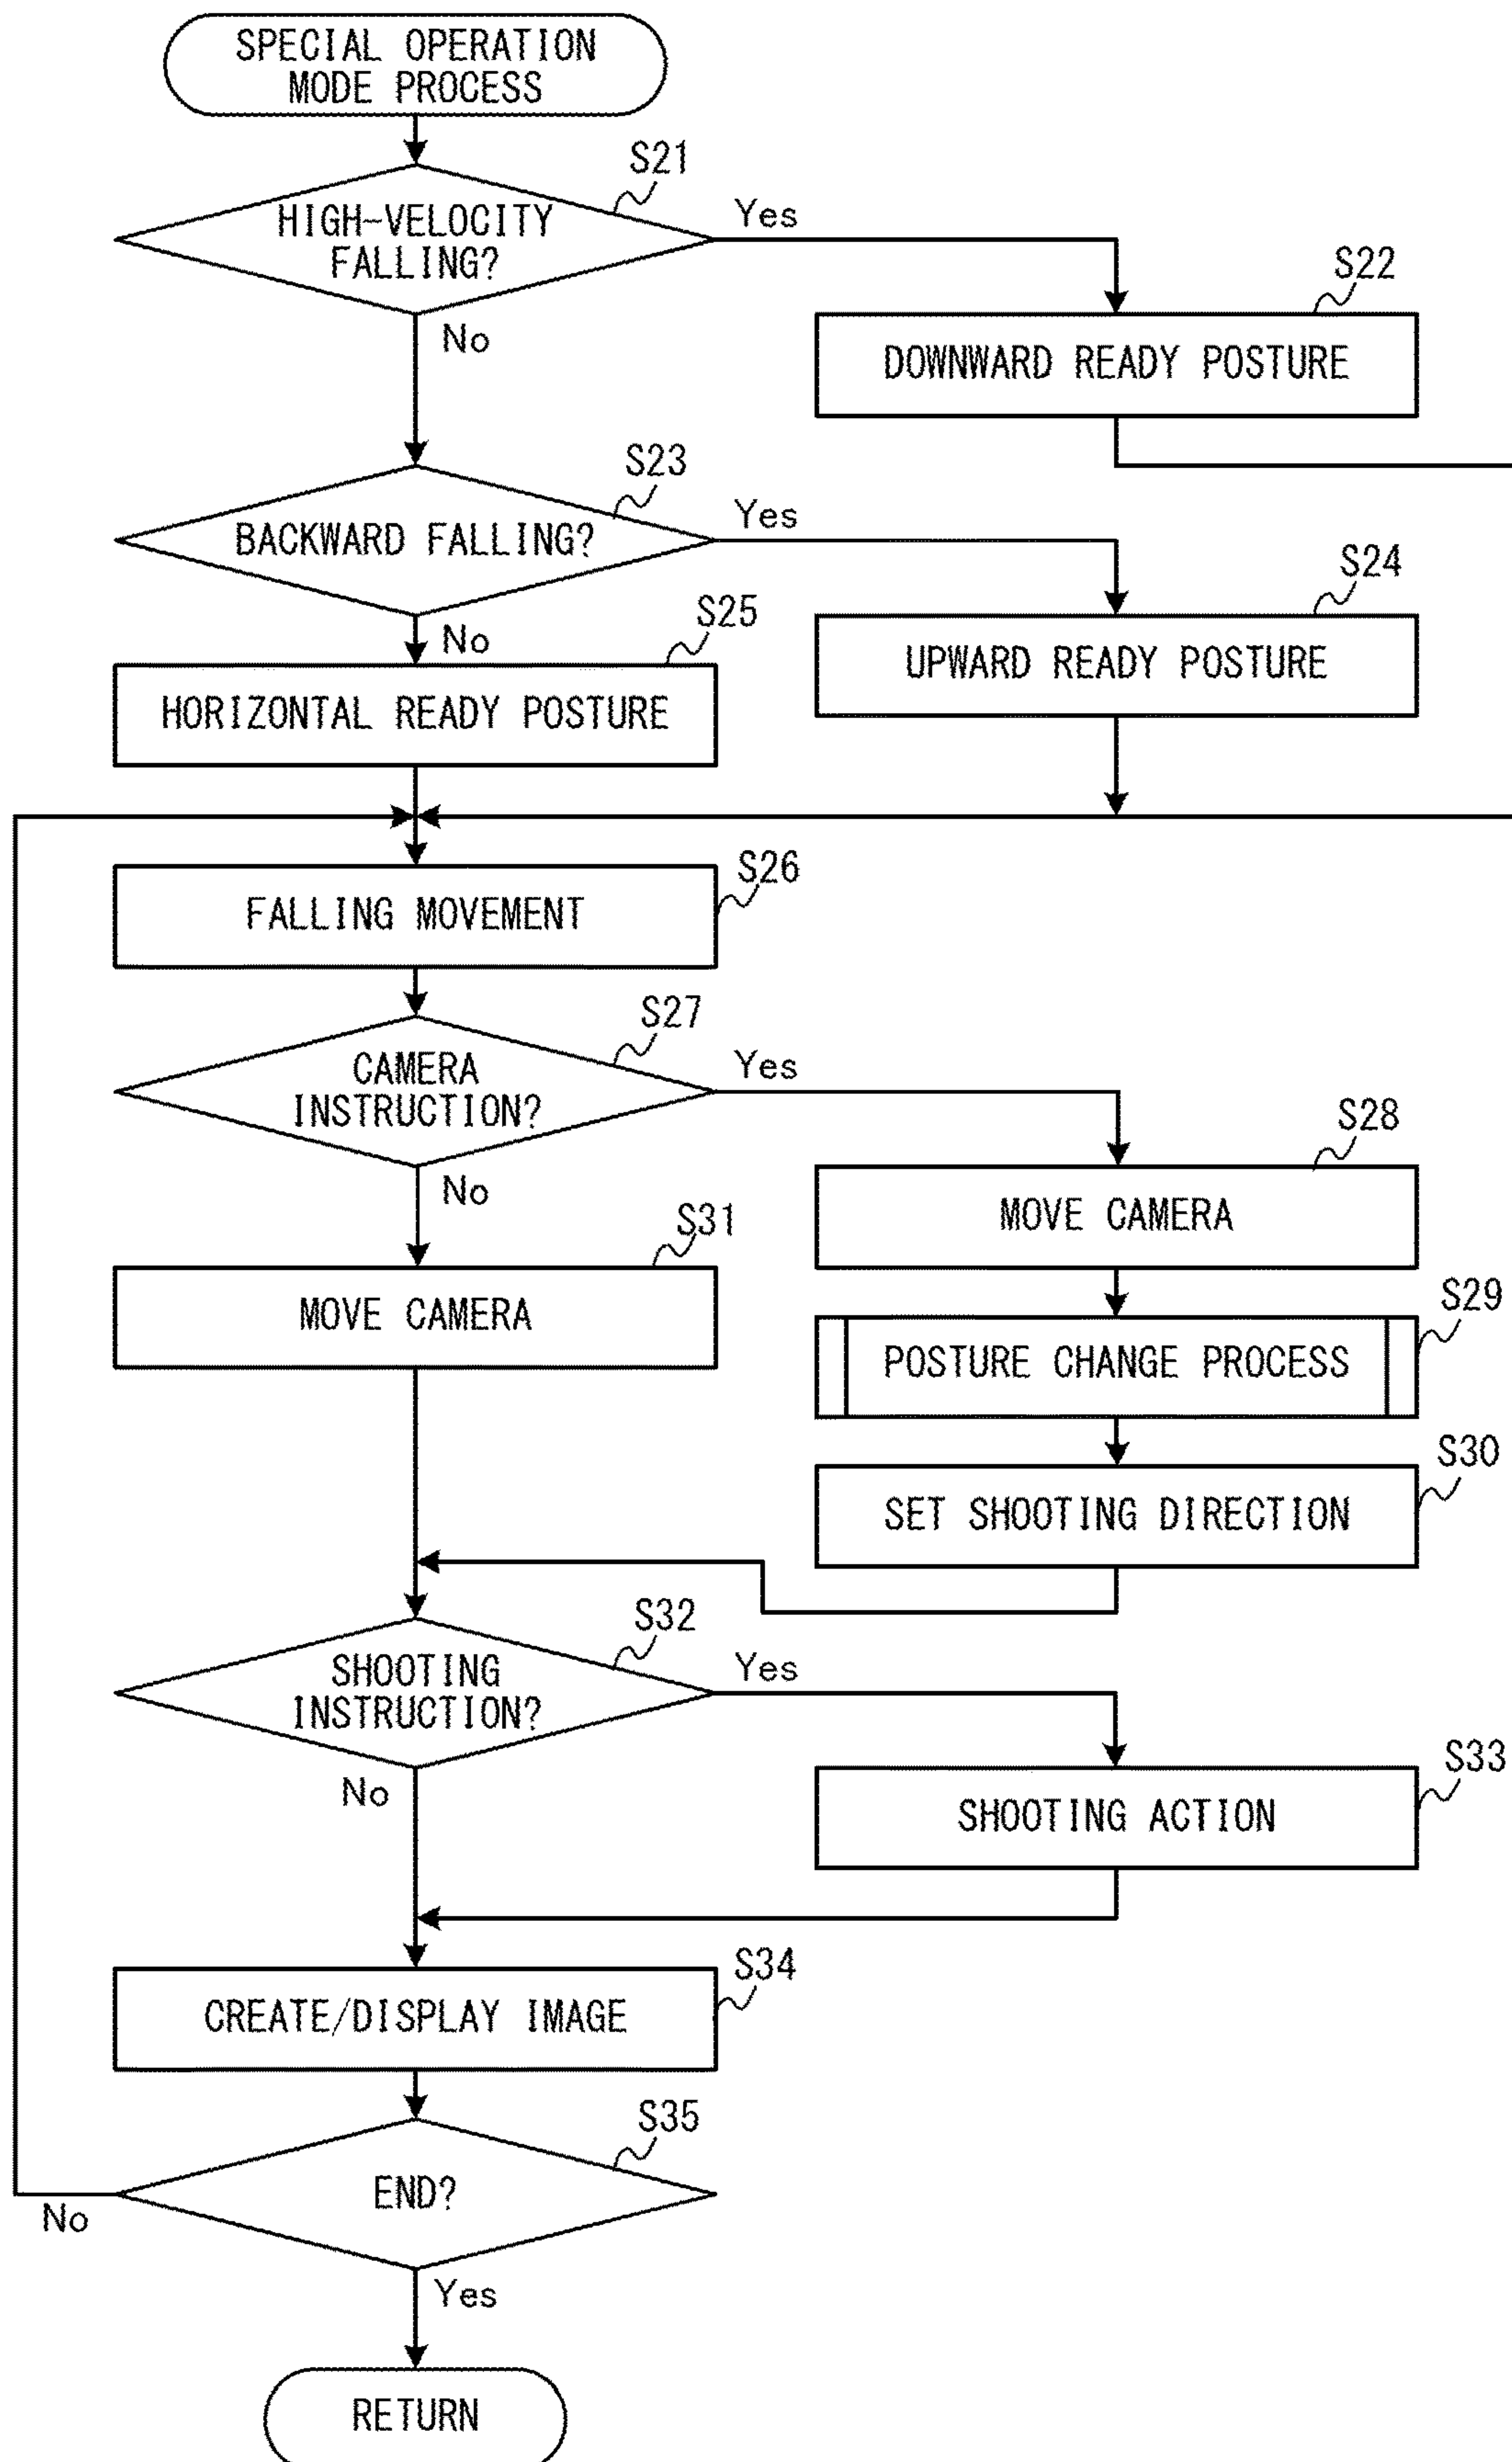 SPECIAL OPERATION
MODE PROCESS
S21
HIGH-VELOCITY
FALLING?
Yes
No
S22
DOWNWARD READY POSTURE
S23
BACKWARD FALLING?
Yes
No
S24
UPWARD READY POSTURE
S25
HORIZONTAL READY POSTURE
S26
FALLING MOVEMENT
S27
CAMERA
INSTRUCTION?
Yes
No
S28
MOVE CAMERA
S31
MOVE CAMERA
S29
POSTURE CHANGE PROCESS
S30
SET SHOOTING DIRECTION
S32
SHOOTING
INSTRUCTION?
Yes
No
S33
SHOOTING ACTION
S34
CREATE/DISPLAY IMAGE
S35
END?
No
Yes
RETURN